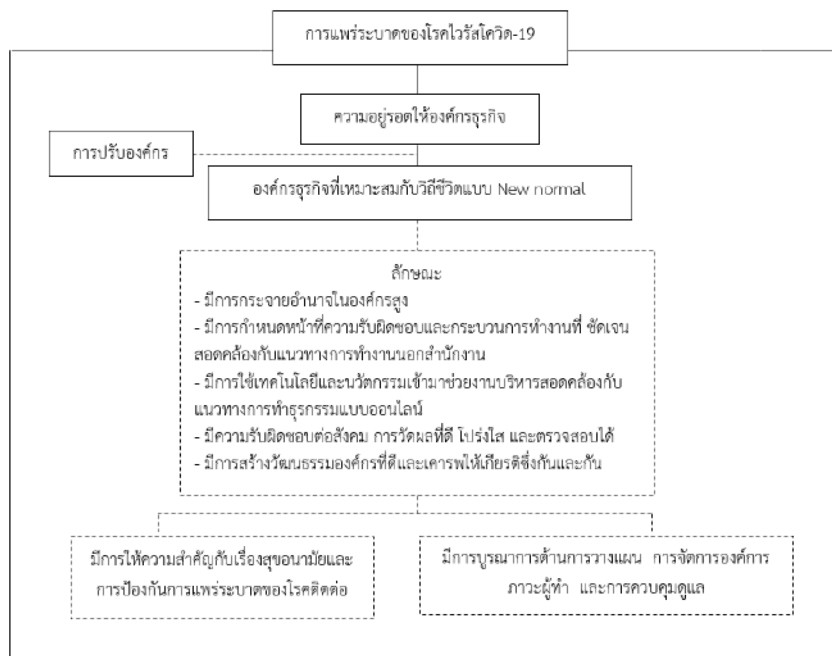 การแพร่ระบาดของโรคไวรัสโควิด-19
ความอยู่รอดให้องค์กรธุรกิจ
การปรับองค์กร
องค์กรธุรกิจที่เหมาะสมกับวิถีชีวิตแบบ New normal
ลักษณะ
- มีการกระจายอำนาจในองค์กรสูง
- มีการกำหนดหน้าที่ความรับผิดชอบและกระบวนการทำงานที่ ชัดเจน
สอดคล้องกับแนวทางการทำงานนอกสำนักงาน
- มีการใช้เทคโนโลยีและนวัตกรรมเข้ามาช่วยงานบริหารสอดคล้องกับ
แนวทางการทำธุรกรรมแบบออนไลน์
- มีความรับผิดชอบต่อสังคม การวัดผลที่ดี โปร่งใส และตรวจสอบได้
- มีการสร้างวัฒนธรรมองค์กรที่ดีและเคารพให้เกียรติซึ่งกันและกัน
มีการให้ความสำคัญกับเรื่องสุขอนามัยและ
การป้องกันการแพร่ระบาดของโรคติดต่อ
มีการบูรณาการด้านการวางแผน การจัดการองค์การ
ภาวะผู้ทำ และการควบคุมดูแล